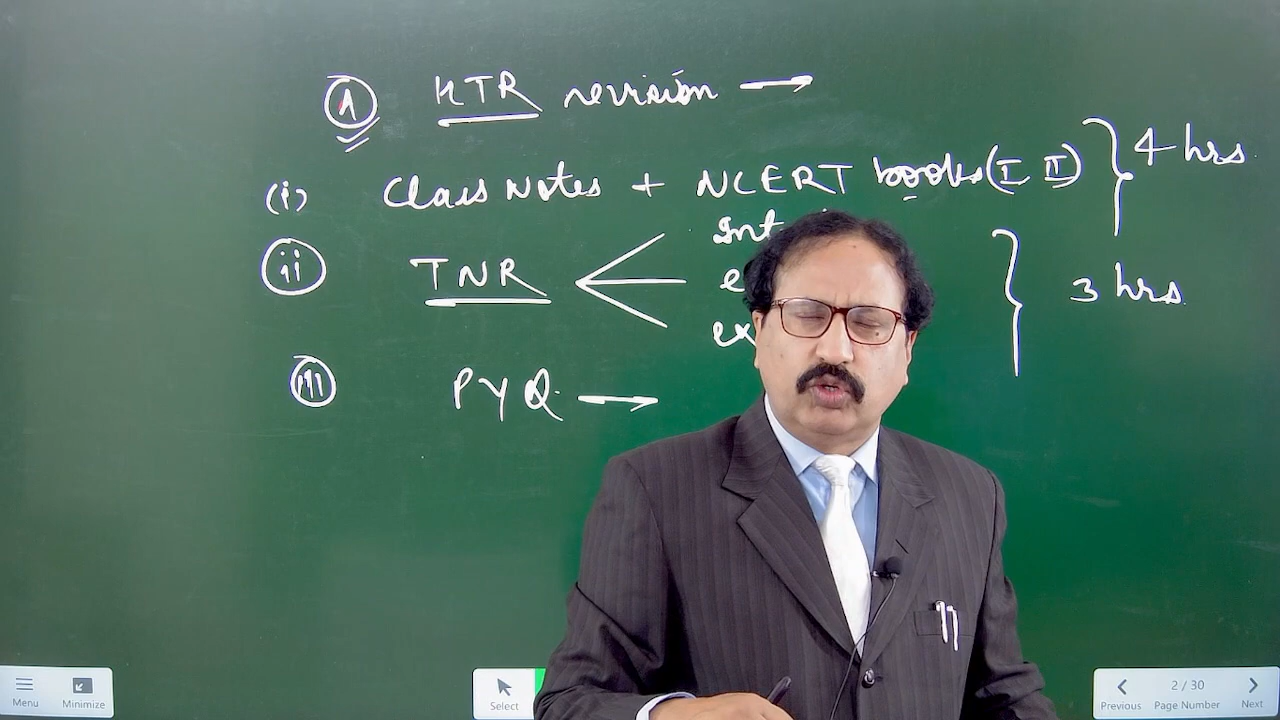 A HTR revision →
(i) Class Notes + NCERT books (I II) } 4 hrs
(ii) TNR } 3 hrs
(iii) PYQ →
Menu
Minimize
Select
Previous
2 / 30
Page Number
Next